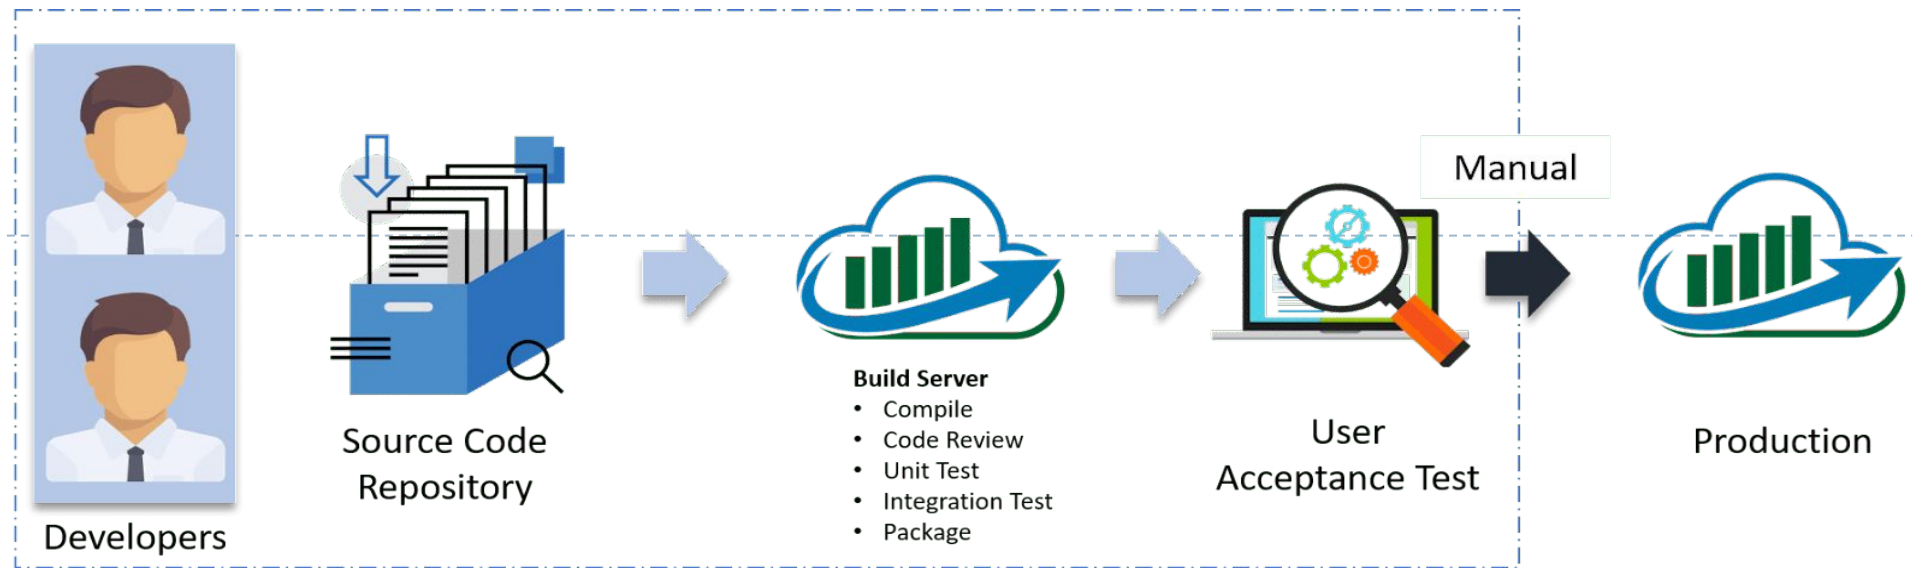 Developers
Source Code
Repository
Build Server
• Compile
• Code Review
• Unit Test
• Integration Test
• Package
User
Acceptance Test
Manual
Production